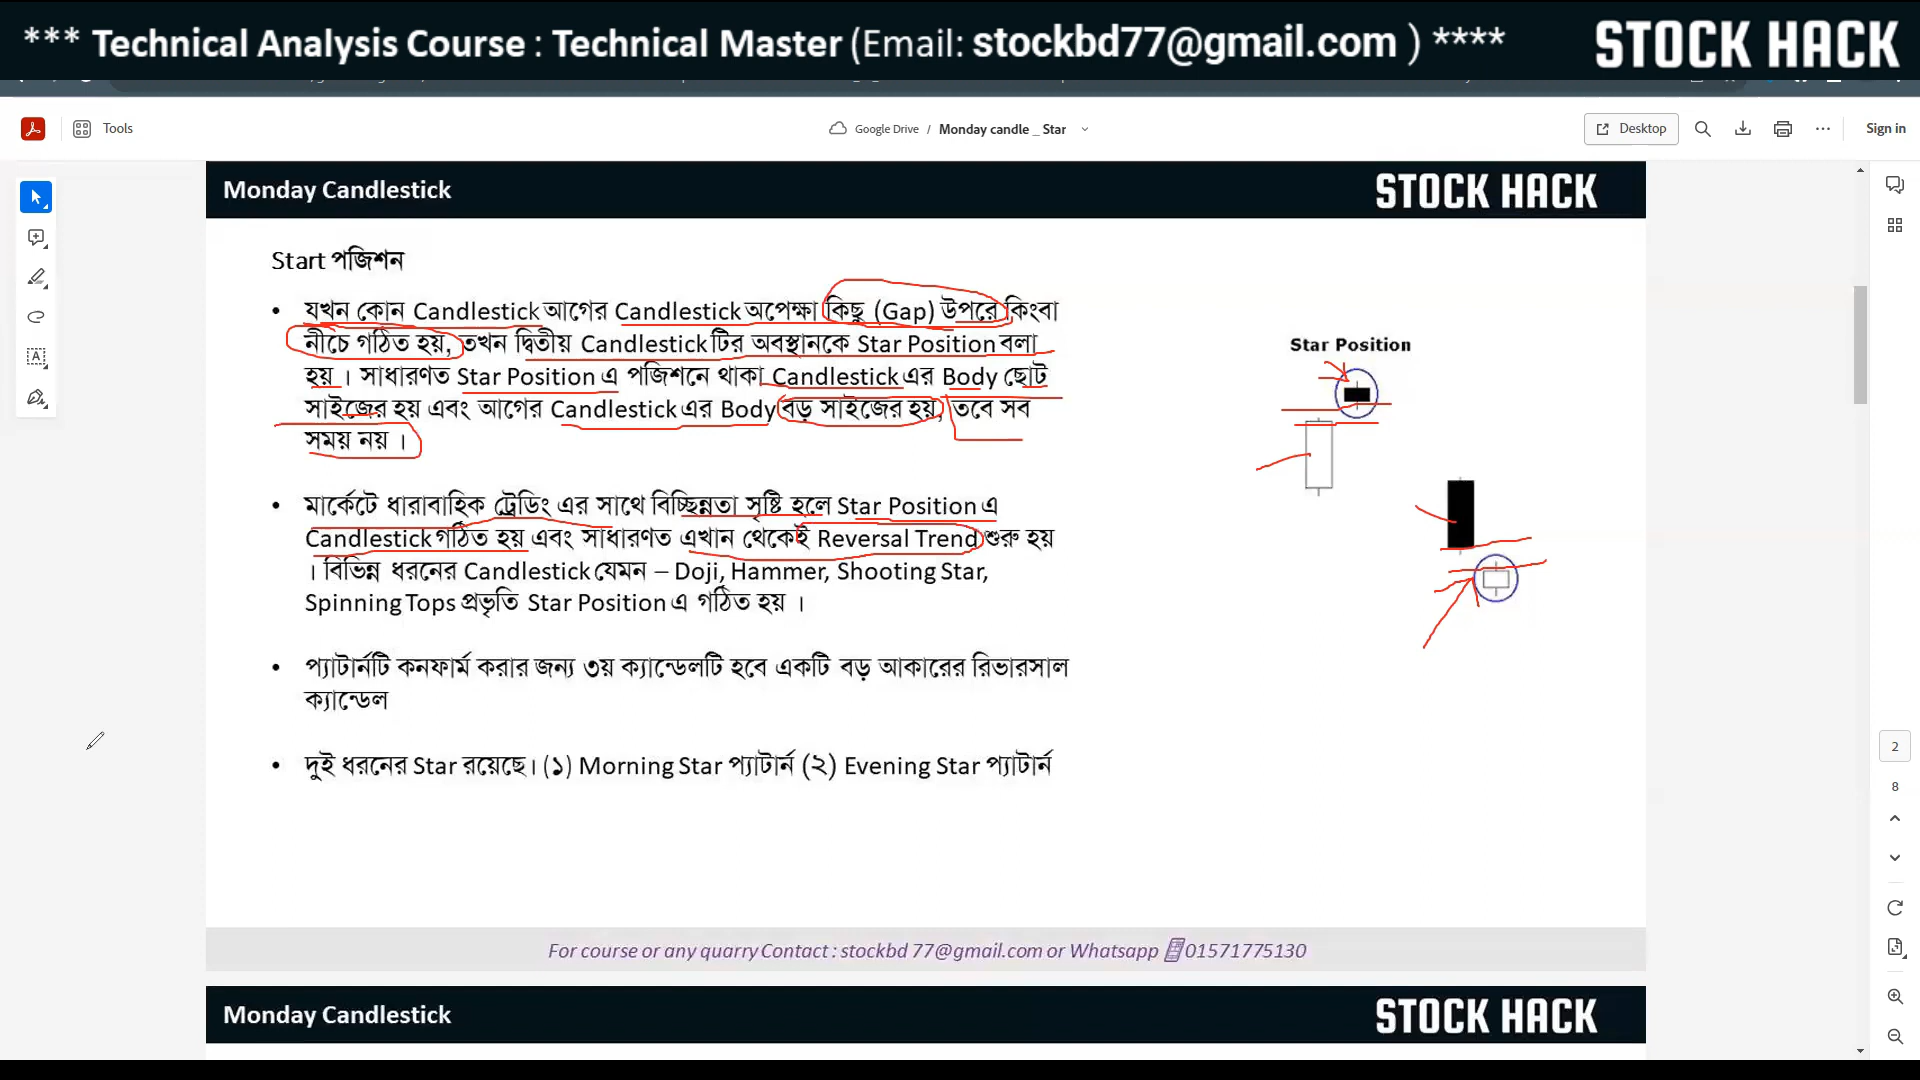 *** Technical Analysis Course : Technical Master (Email: stockbd77@gmail.com ) ****
STOCK HACK
Tools
Google Drive / Monday candle _ Star
Desktop
Sign in
Monday Candlestick
STOCK HACK
Start পজিশন
• যখন কোন Candlestick আগের Candlestick অপেক্ষা কিছু (Gap) উপরে কিংবা
নীচে গঠিত হয়, তখন দ্বিতীয় Candlestick টির অবস্থানকে Star Position বলা
হয় । সাধারণত Star Position এ পজিশনে থাকা Candlestick এর Body ছোট
সাইজের হয় এবং আগের Candlestick এর Body বড় সাইজের হয়, তবে সব
সময় নয় ।
Star Position
• মার্কেটে ধারাবাহিক ট্রেডিং এর সাথে বিচ্ছিন্নতা সৃষ্টি হলে Star Position এ
Candlestick গঠিত হয় এবং সাধারণত এখান থেকেই Reversal Trend শুরু হয়
। বিভিন্ন ধরনের Candlestick যেমন – Doji, Hammer, Shooting Star,
Spinning Tops প্রভৃতি Star Position এ গঠিত হয় ।
• প্যাটার্নটি কনফার্ম করার জন্য ৩য় ক্যান্ডেলটি হবে একটি বড় আকারের রিভারসাল
ক্যান্ডেল
• দুই ধরনের Star রয়েছে। (১) Morning Star প্যাটার্ন (২) Evening Star প্যাটার্ন
2
8
For course or any quarry Contact : stockbd 77@gmail.com or Whatsapp 01571775130
Monday Candlestick
STOCK HACK